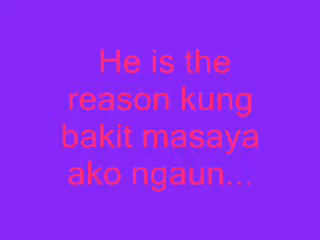 He is the
reason kung
bakit masaya
ako ngaun...